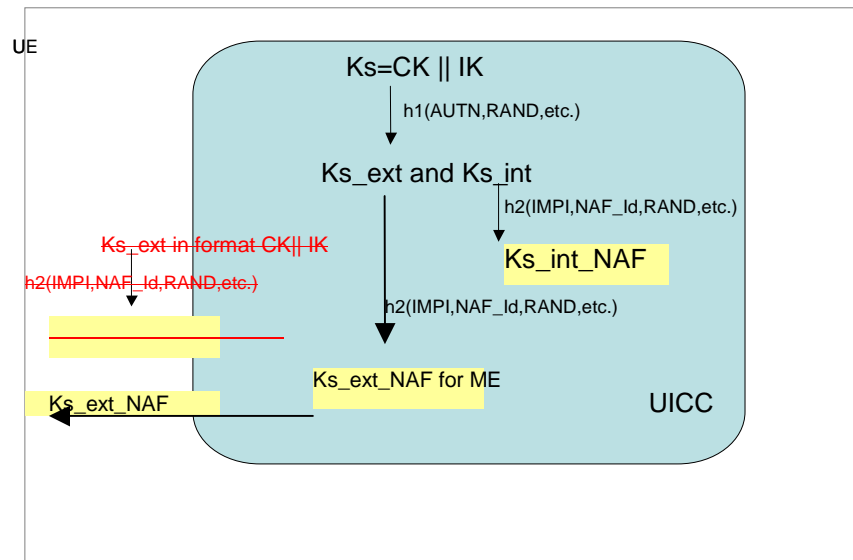 UE
Ks=CK || IK
h1(AUTN,RAND,etc.)
Ks_ext and Ks_int
h2(IMPI,NAF_Id,RAND,etc.)
Ks_ext in format CK|| IK
Ks_int_NAF
h2(IMPI,NAF_Id,RAND,etc.)
h2(IMPI,NAF_Id,RAND,etc.)
Ks_ext_NAF for ME
Ks_ext_NAF
UICC